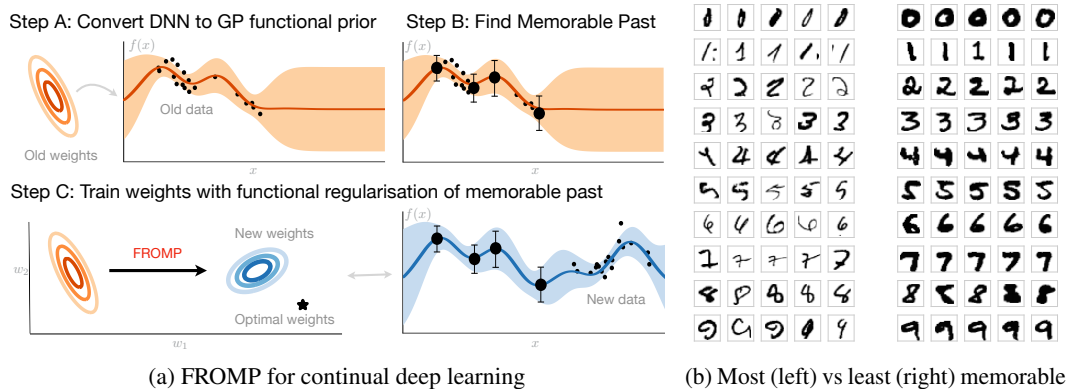 Step A: Convert DNN to GP functional prior
Step B: Find Memorable Past
f(x)
Old data
Old weights
x
f(x)
x
Step C: Train weights with functional regularisation of memorable past
w2
FROMP
New weights
Optimal weights
w1
f(x)
New data
x
(a) FROMP for continual deep learning
(b) Most (left) vs least (right) memorable